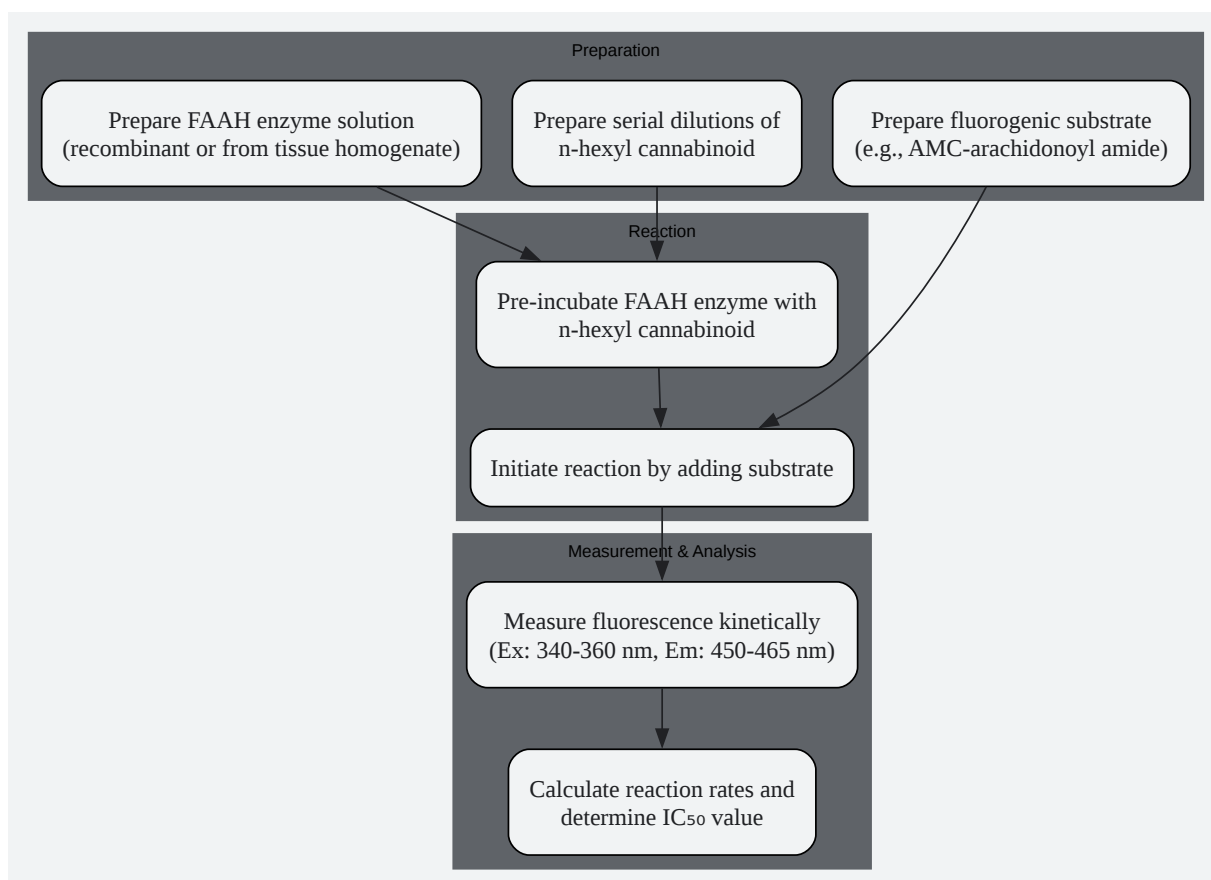 Preparation
Prepare FAAH enzyme solution
(recombinant or from tissue homogenate)
Prepare serial dilutions of
n-hexyl cannabinoid
Prepare fluorogenic substrate
(e.g., AMC-arachidonoyl amide)
Reaction
Pre-incubate FAAH enzyme with
n-hexyl cannabinoid
Initiate reaction by adding substrate
Measurement & Analysis
Measure fluorescence kinetically
(Ex: 340-360 nm, Em: 450-465 nm)
Calculate reaction rates and
determine IC₅₀ value